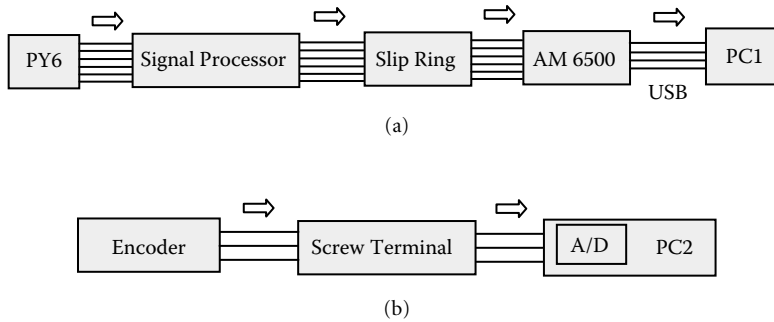 PY6
Signal Processor
Slip Ring
AM 6500
PC1
USB
(a)
Encoder
Screw Terminal
A/D
PC2
(b)